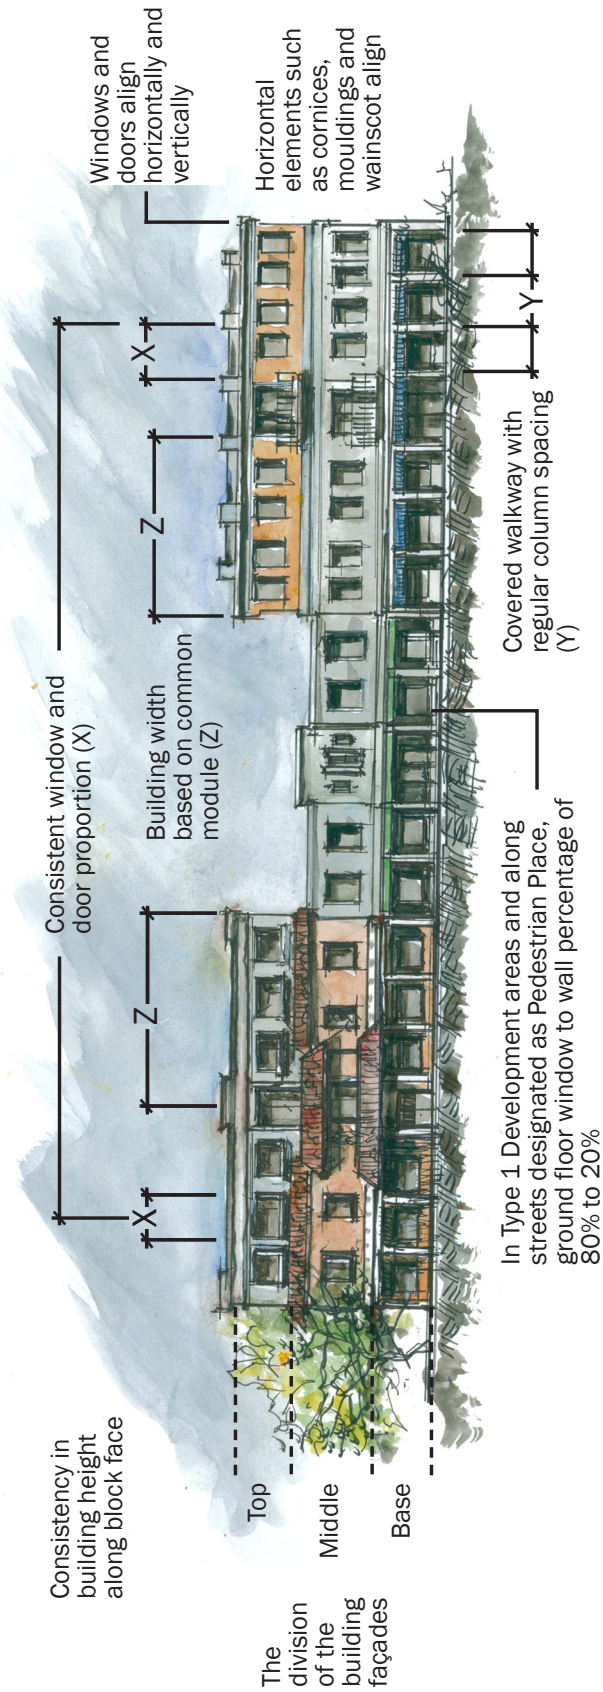 Consistency in
building height
along block face
Consistent window and
door proportion (X)
Windows and
doors align
horizontally and
vertically
X
Z
Building width
based on common
module (Z)
Z
X
Horizontal
elements such
as cornices,
mouldings and
wainscot align
The
division
of the
building
façades
Top
Middle
Base
In Type 1 Development areas and along
streets designated as Pedestrian Place,
ground floor window to wall percentage of
80% to 20%
Covered walkway with
regular column spacing
(Y)
Y